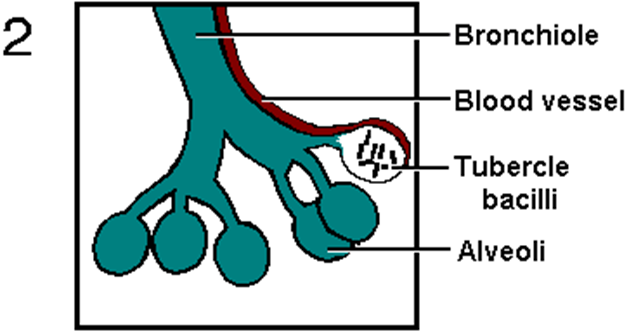 2
Bronchiole
Blood vessel
Tubercle
bacilli
Alveoli